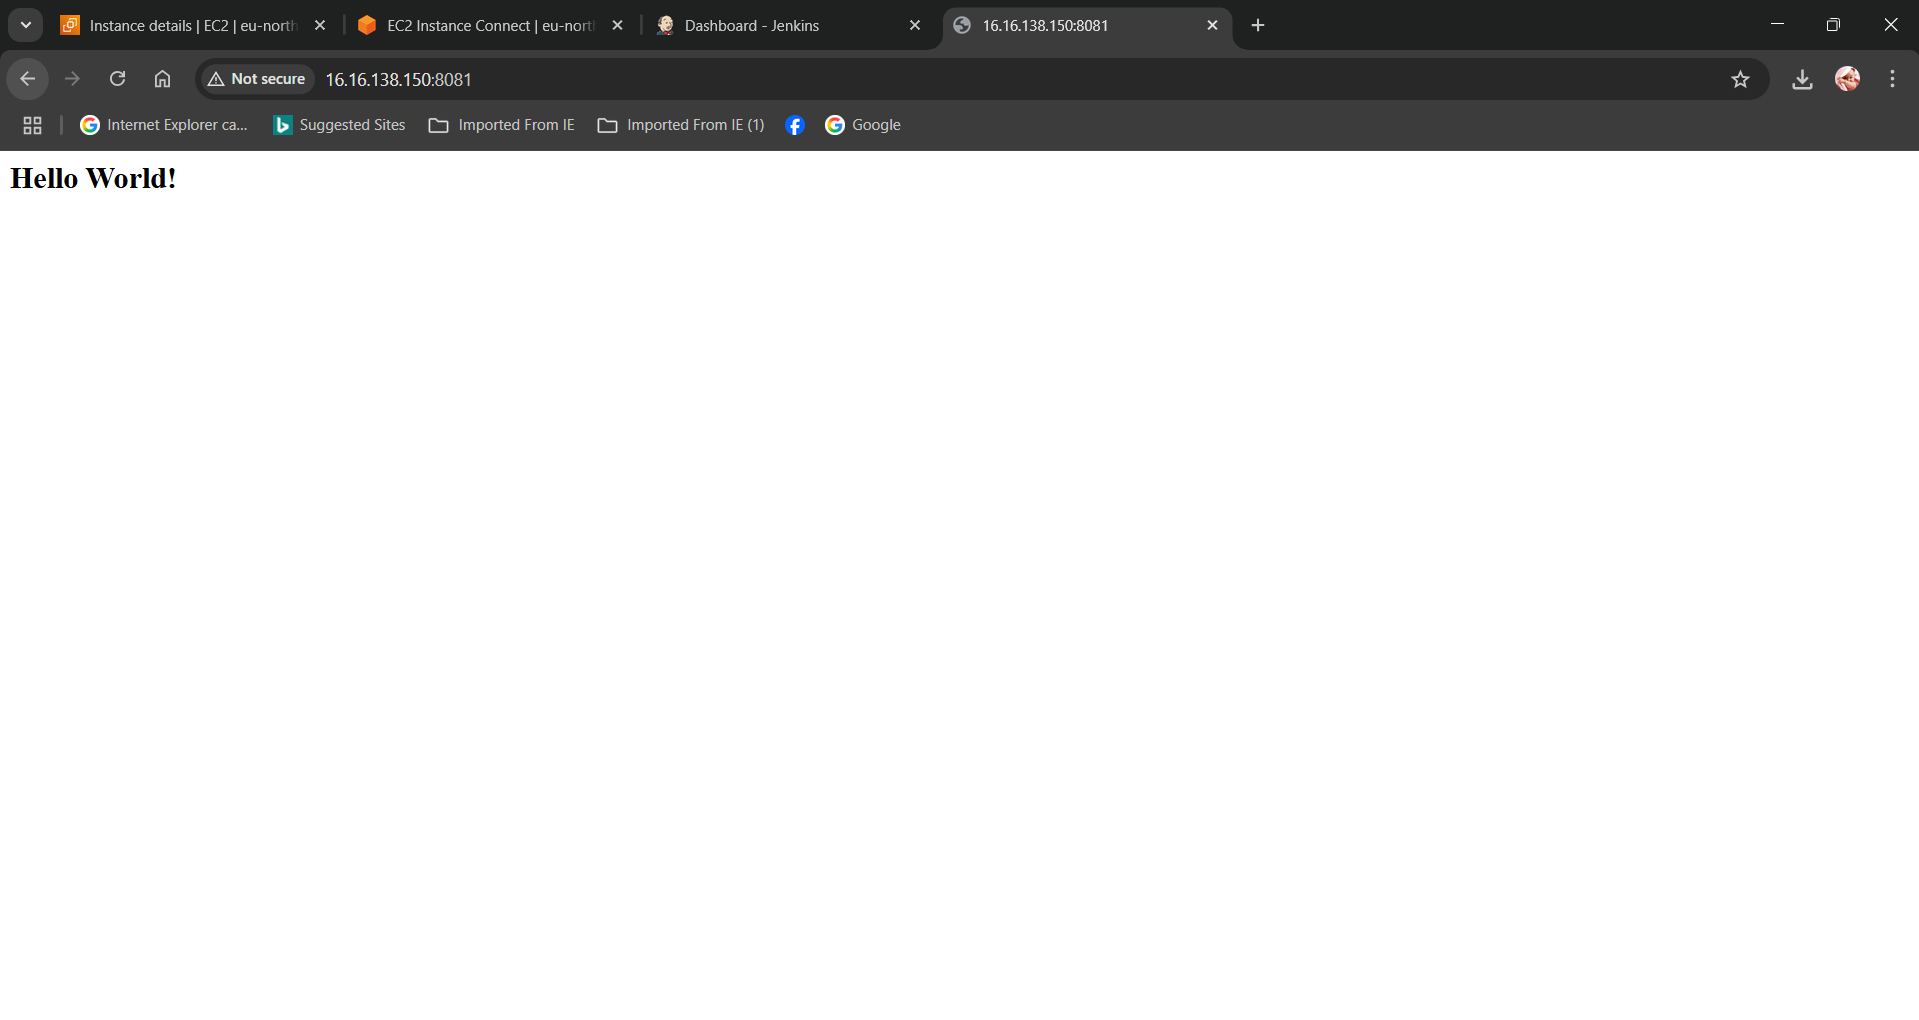 Instance details | EC2 | eu-north
EC2 Instance Connect | eu-nort
Dashboard - Jenkins
16.16.138.150:8081
Not secure
16.16.138.150:8081
Internet Explorer ca...
Suggested Sites
Imported From IE
Imported From IE (1)
Google
Hello World!